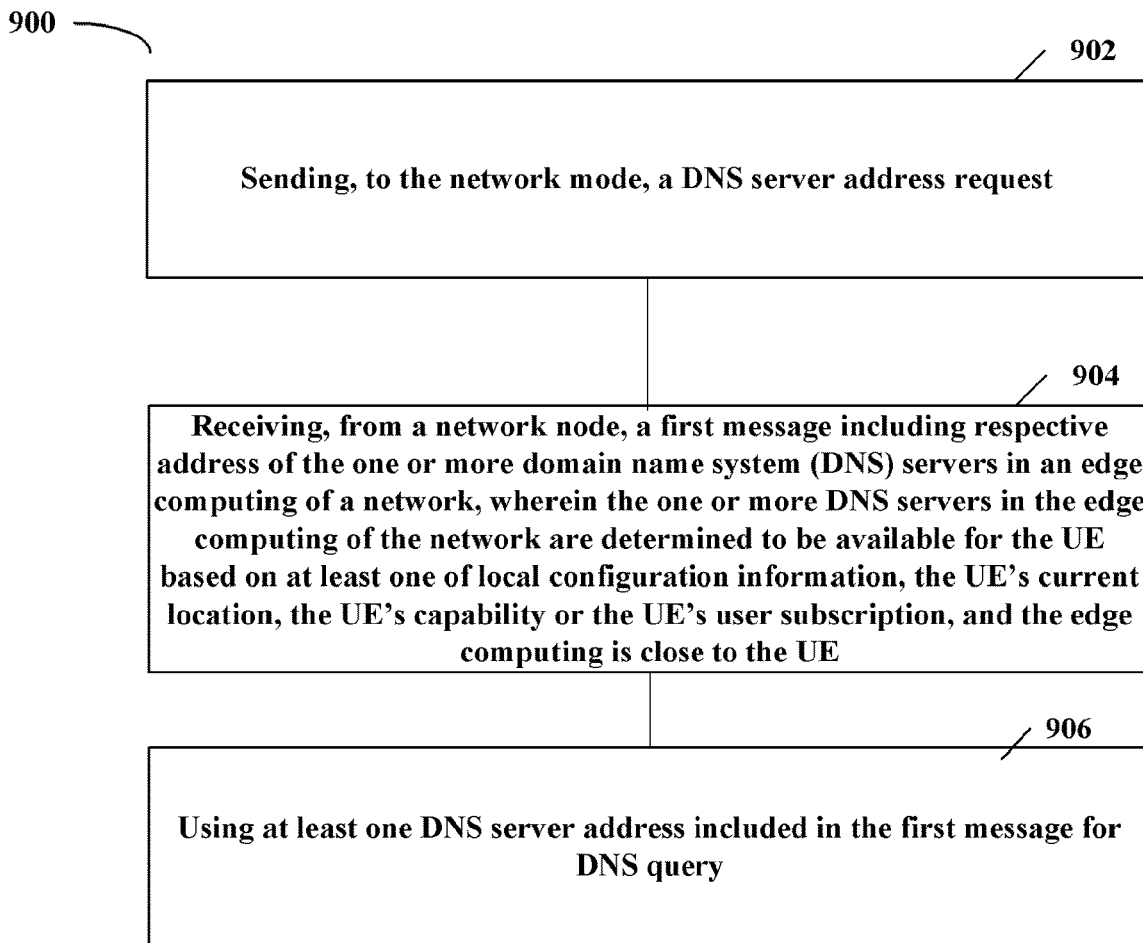 900
902
Sending, to the network mode, a DNS server address request
904
Receiving, from a network node, a first message including respective
address of the one or more domain name system (DNS) servers in an edge
computing of a network, wherein the one or more DNS servers in the edge
computing of the network are determined to be available for the UE
based on at least one of local configuration information, the UE’s current
location, the UE’s capability or the UE’s user subscription, and the edge
computing is close to the UE
906
Using at least one DNS server address included in the first message for
DNS query